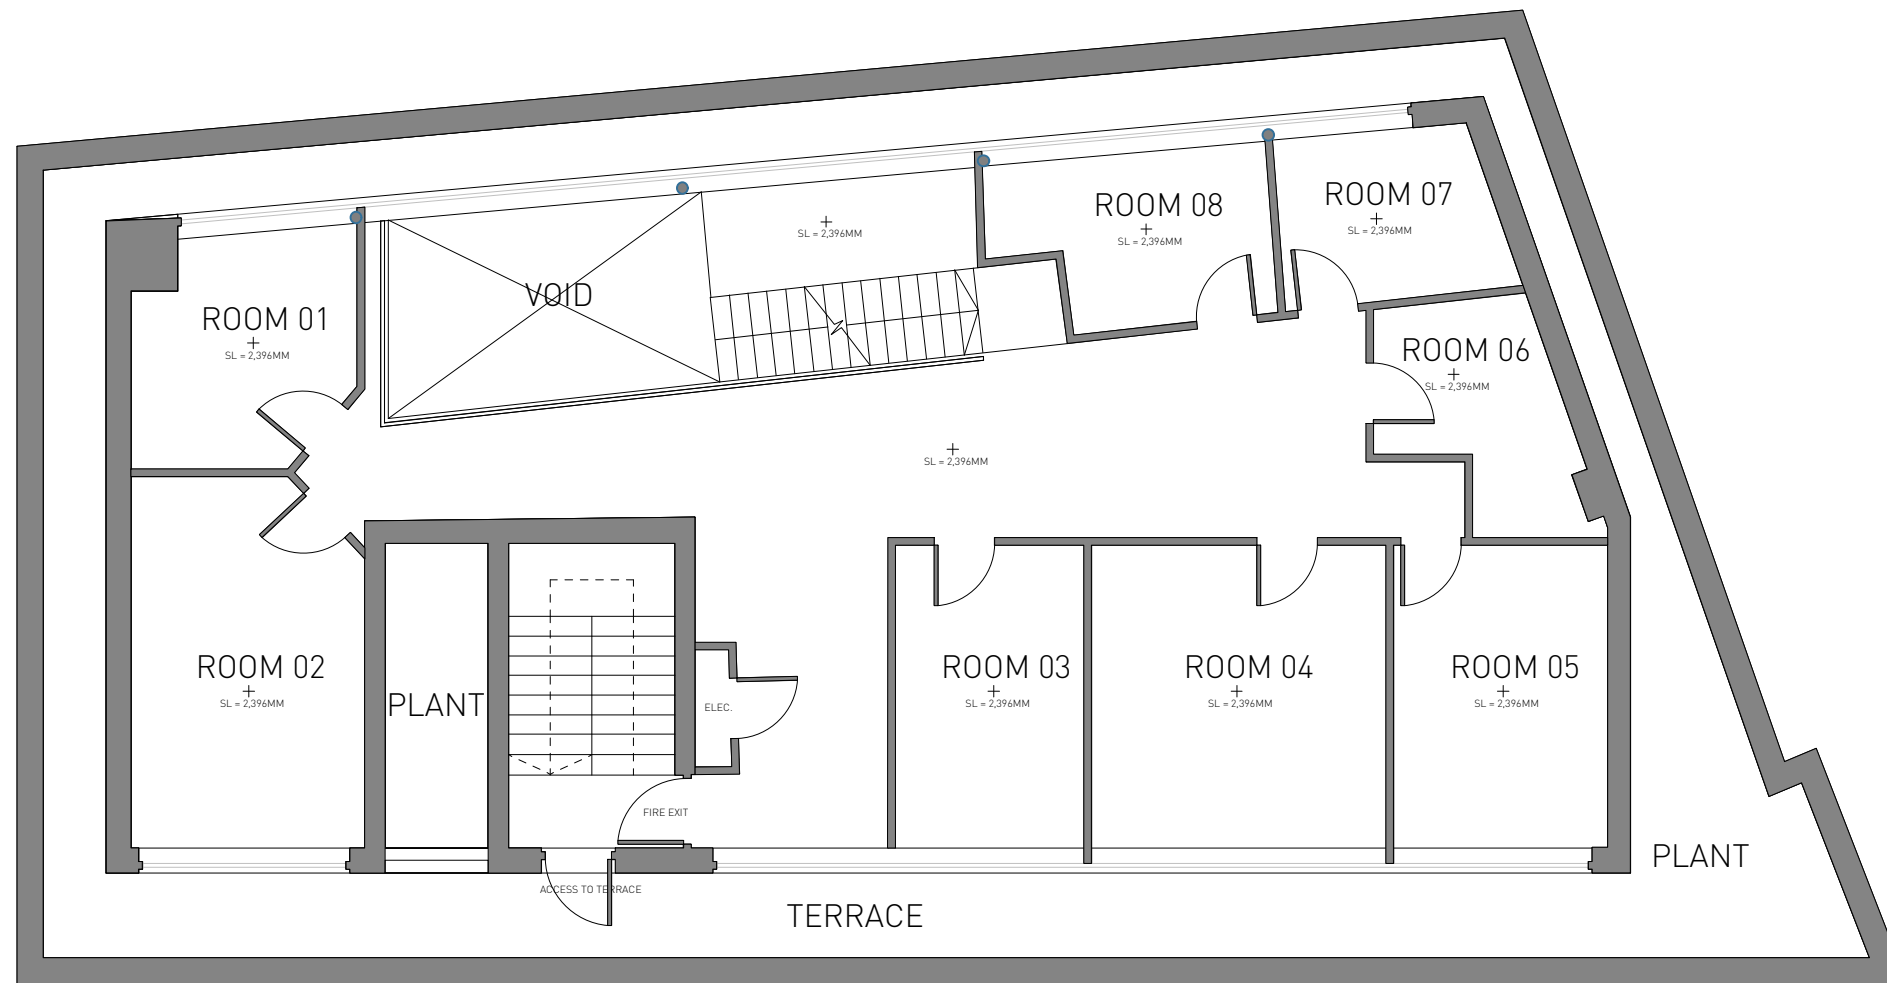 ROOM 07
SL = 2,396MM
ROOM 08
SL = 2,396MM
SL = 2,396MM
VOID
ROOM 01
SL = 2,396MM
ROOM 06
SL = 2,396MM
SL = 2,396MM
ROOM 02
SL = 2,396MM
PLANT
ELEC.
ROOM 03
SL = 2,396MM
ROOM 04
SL = 2,396MM
ROOM 05
SL = 2,396MM
FIRE EXIT
PLANT
ACCESS TO TERRACE
TERRACE